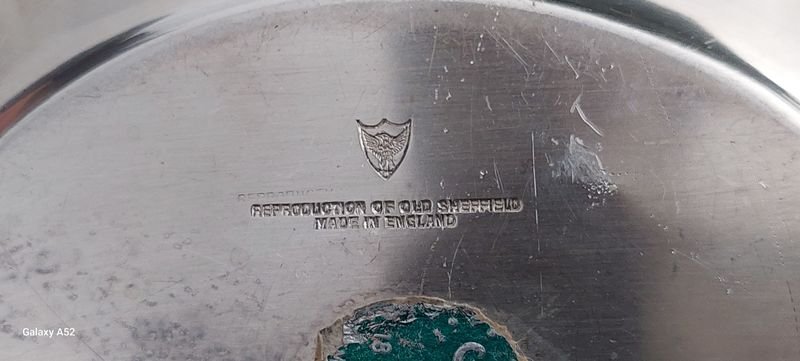 REPRODUCTION OF OLD SHEFFIELD
MADE IN ENGLAND
Galaxy A52